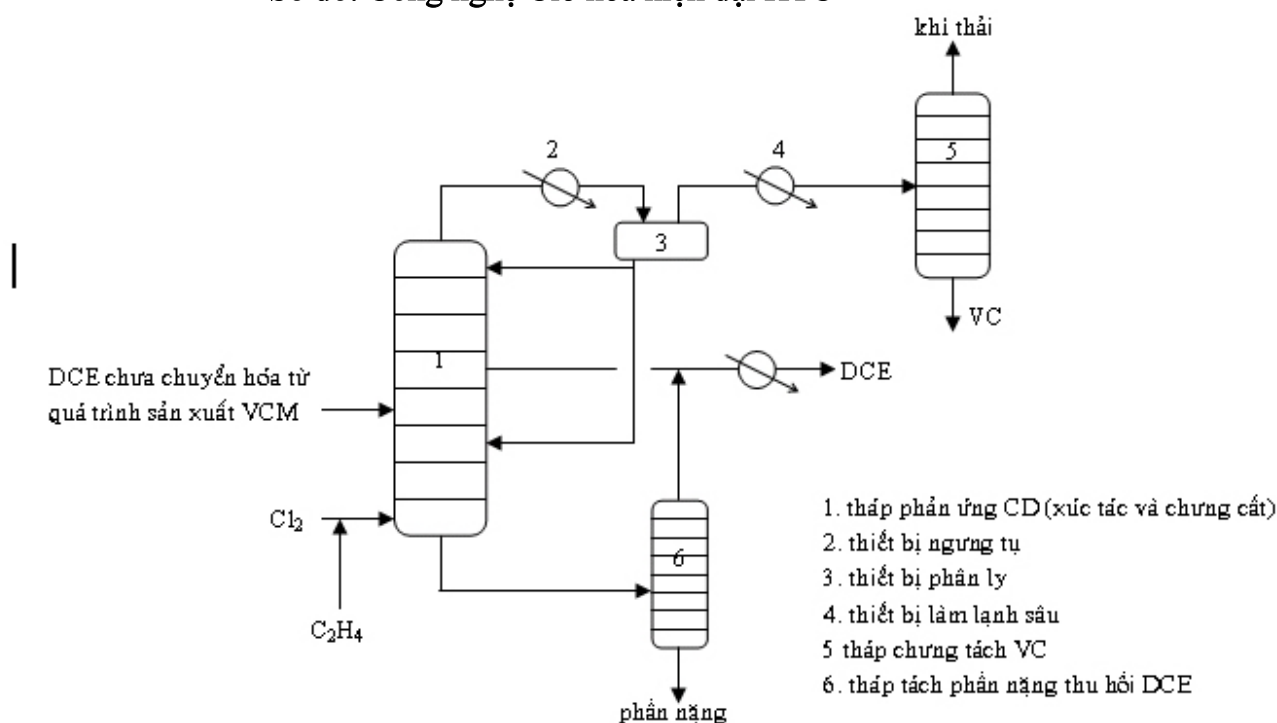 khí thải
2
4
5
3
1
VC
DCE
DCE chưa chuyển hóa từ
quá trình sản xuất VCM
Cl₂
6
C₂H₄
phần nặng
1. tháp phản ứng CD (xúc tác và chưng cất)
2. thiết bị ngưng tụ
3. thiết bị phân ly
4. thiết bị làm lạnh sâu
5 tháp chưng tách VC
6. tháp tách phần nặng thu hồi DCE